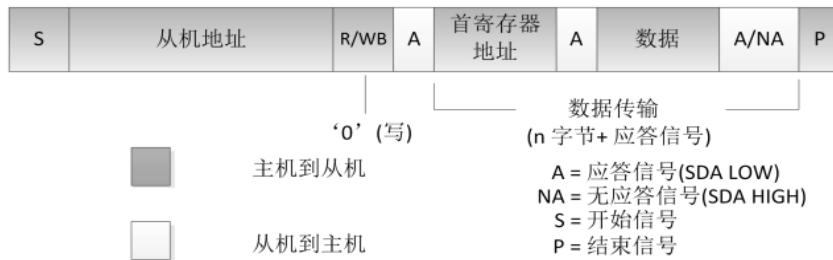 S 从机地址 R/WB A 首寄存器地址 A 数据 A/NA P
‘0’ (写)
数据传输
(n 字节+ 应答信号)
主机到从机
从机到主机
A = 应答信号(SDA LOW)
NA = 无应答信号(SDA HIGH)
S = 开始信号
P = 结束信号